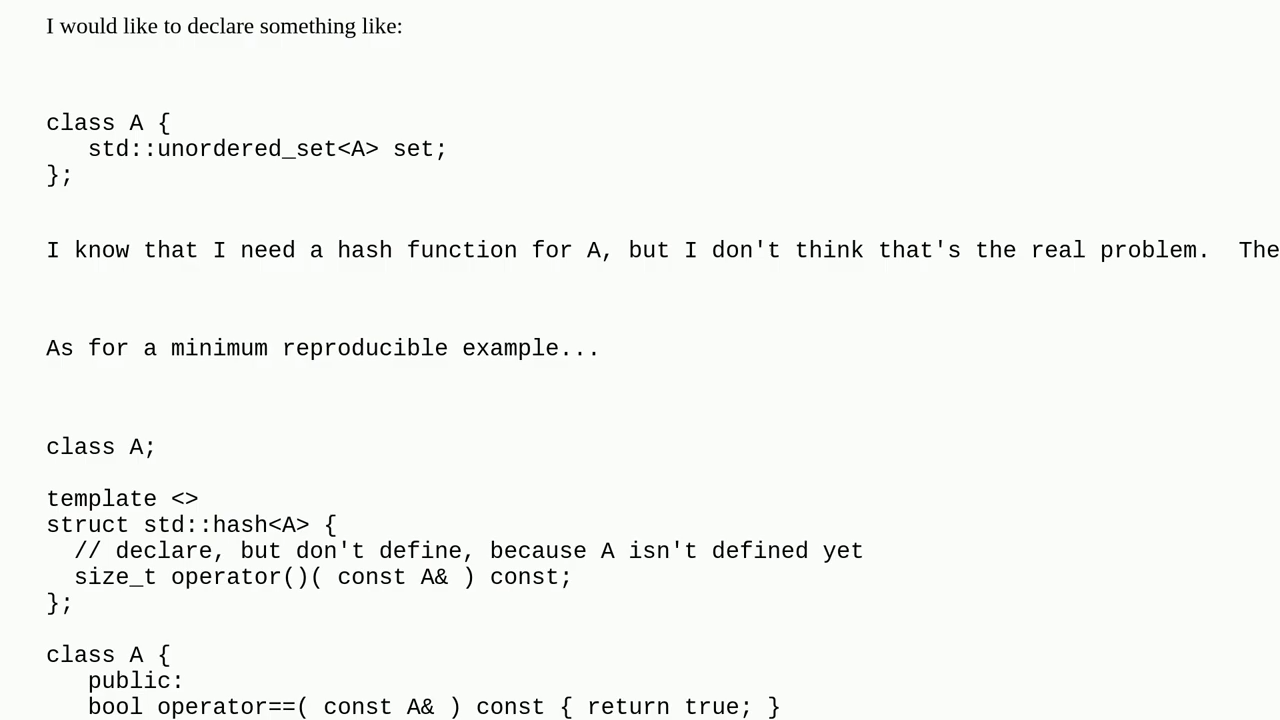 I would like to declare something like:
class A {
   std::unordered_set<A> set;
};
I know that I need a hash function for A, but I don't think that's the real problem.  The
As for a minimum reproducible example...
class A;
template <>
struct std::hash<A> {
  // declare, but don't define, because A isn't defined yet
  size_t operator()( const A& ) const;
};
class A {
   public:
   bool operator==( const A& ) const { return true; }